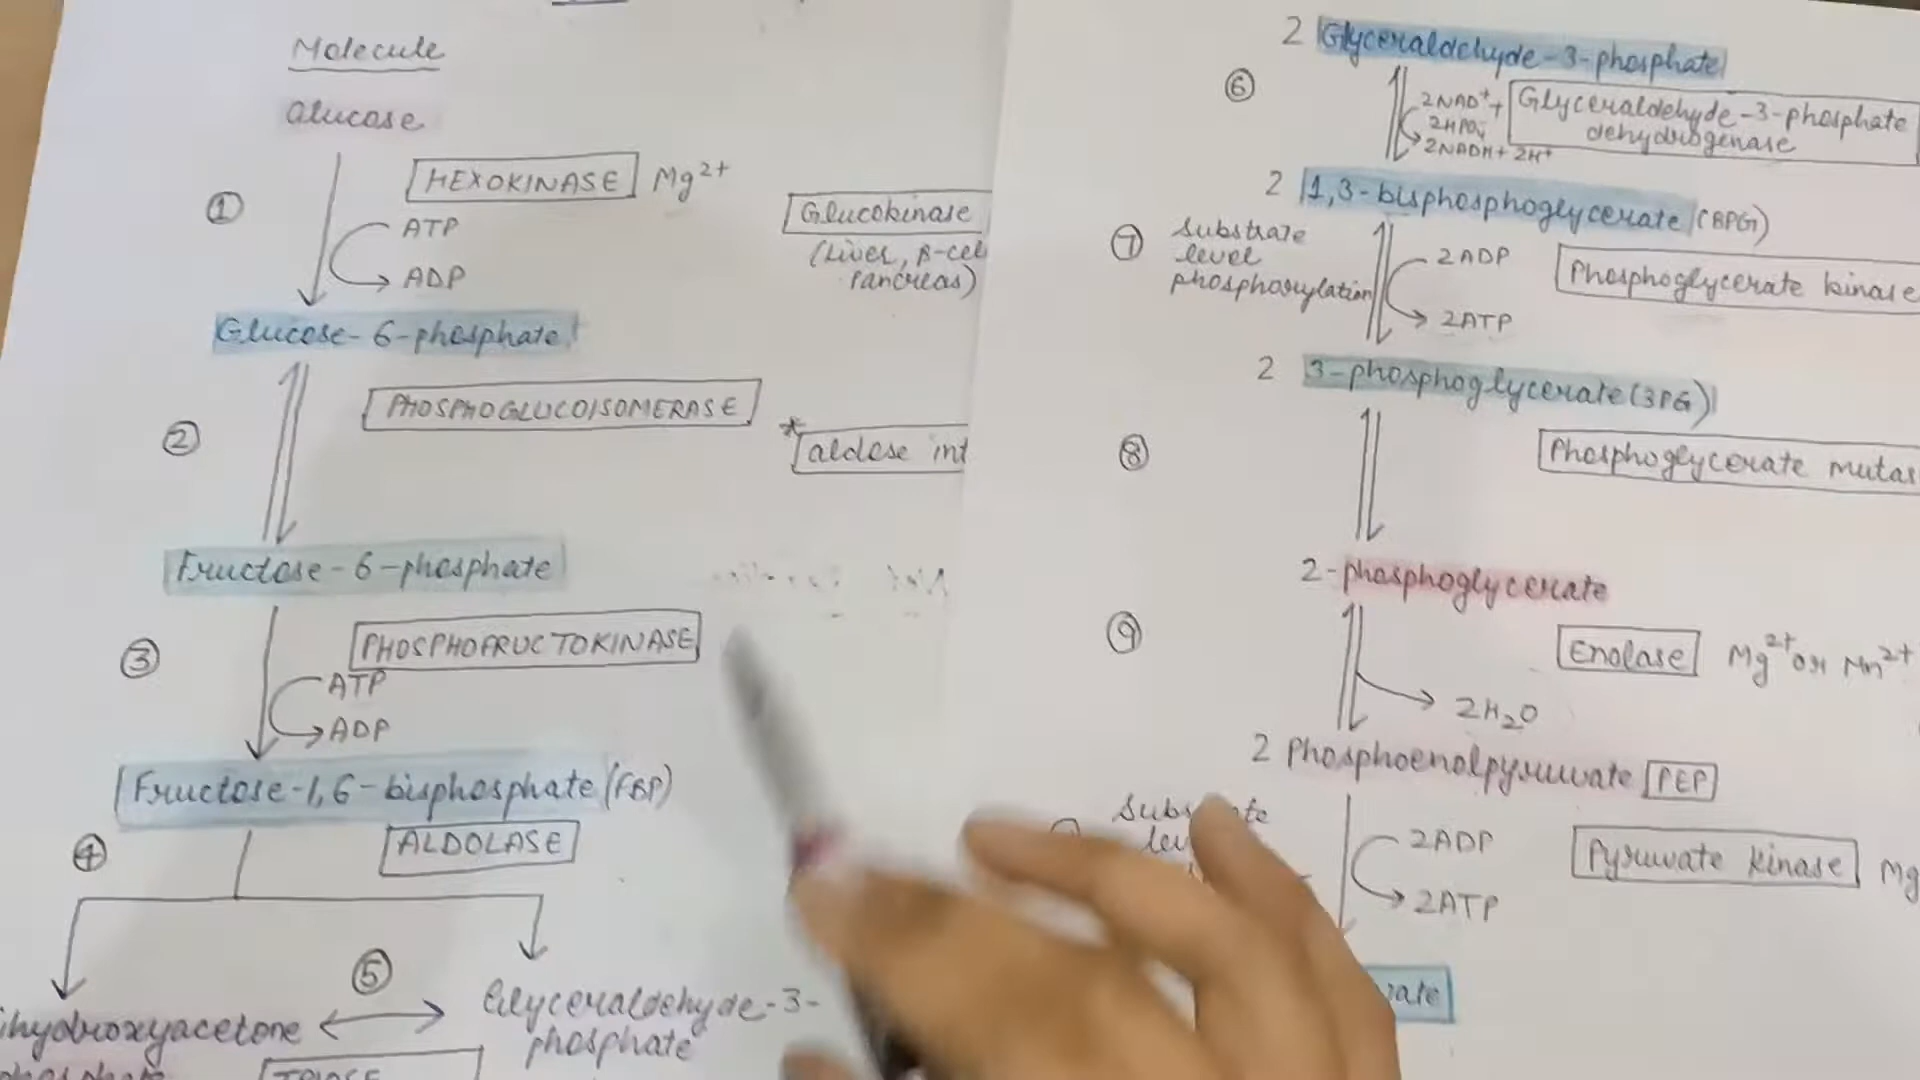 Molecule
Glucose
HEXOKINASE Mg2+
①
Glucokinase
ATP
(Liver, β-cel
Pancreas)
ADP
Glucose-6-phosphate
PHOSPHOGLUCOISOMERASE
②
* aldose
Fructose-6-phosphate
PHOSPHOFRUCTOKINASE
③
ATP
ADP
Fructose-1,6-bisphosphate (FBP)
ALDOLASE
④
⑤
Glyceraldehyde-3-
phosphate
ihydroxyacetone
2 Glyceraldehyde-3-phosphate
⑥
2NAD+ +
2HPO4
2NADH+ 2H+
Glyceraldehyde-3-phosphate
dehydrogenase
2 1,3-bisphosphoglycerate (BPG)
⑦
Substrate
level
phosphorylation
2ADP
Phosphoglycerate kinase
2ATP
2 3-phosphoglycerate (3PG)
⑧
Phosphoglycerate mutas
2-phosphoglycerate
⑨
Enolase Mg2+ or Mn2+
2H2O
2 Phosphoenolpyruvate PEP
2ADP
Pyruvate kinase Mg
2ATP